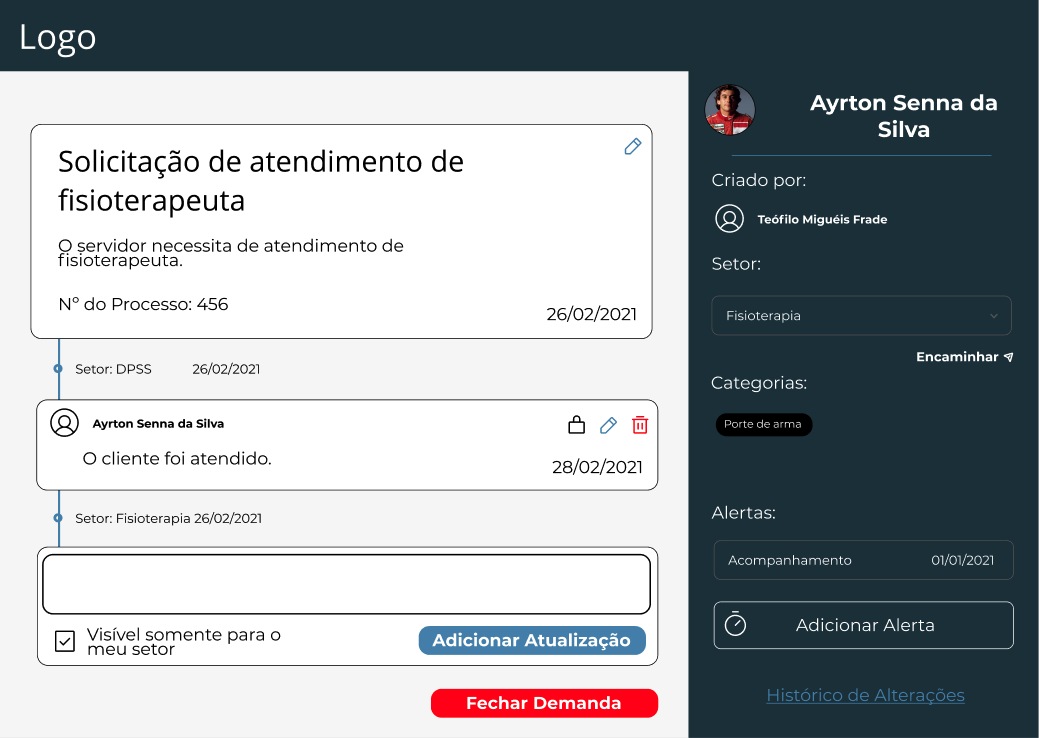 Logo
Solicitação de atendimento de
fisioterapeuta
O servidor necessita de atendimento de
fisioterapeuta.
Nº do Processo: 456
26/02/2021
Setor: DPSS 26/02/2021
Ayrton Senna da Silva
O cliente foi atendido.
28/02/2021
Setor: Fisioterapia 26/02/2021
Visível somente para o
meu setor
Adicionar Atualização
Fechar Demanda
Ayrton Senna da
Silva
Criado por:
Teófilo Miguéis Frade
Setor:
Fisioterapia
Encaminhar
Categorias:
Porte de arma
Alertas:
Acompanhamento 01/01/2021
Adicionar Alerta
Histórico de Alterações